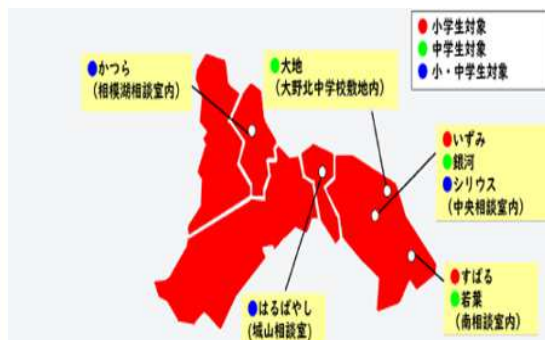 ●小学生対象
●中学生対象
●小・中学生対象
●かつら
(相模湖相談室内)
●大地
(大野北中学校敷地内)
●いずみ
●銀河
●シリウス
(中央相談室内)
●すばる
●若葉
(南相談室内)
●はるばやし
(城山相談室)